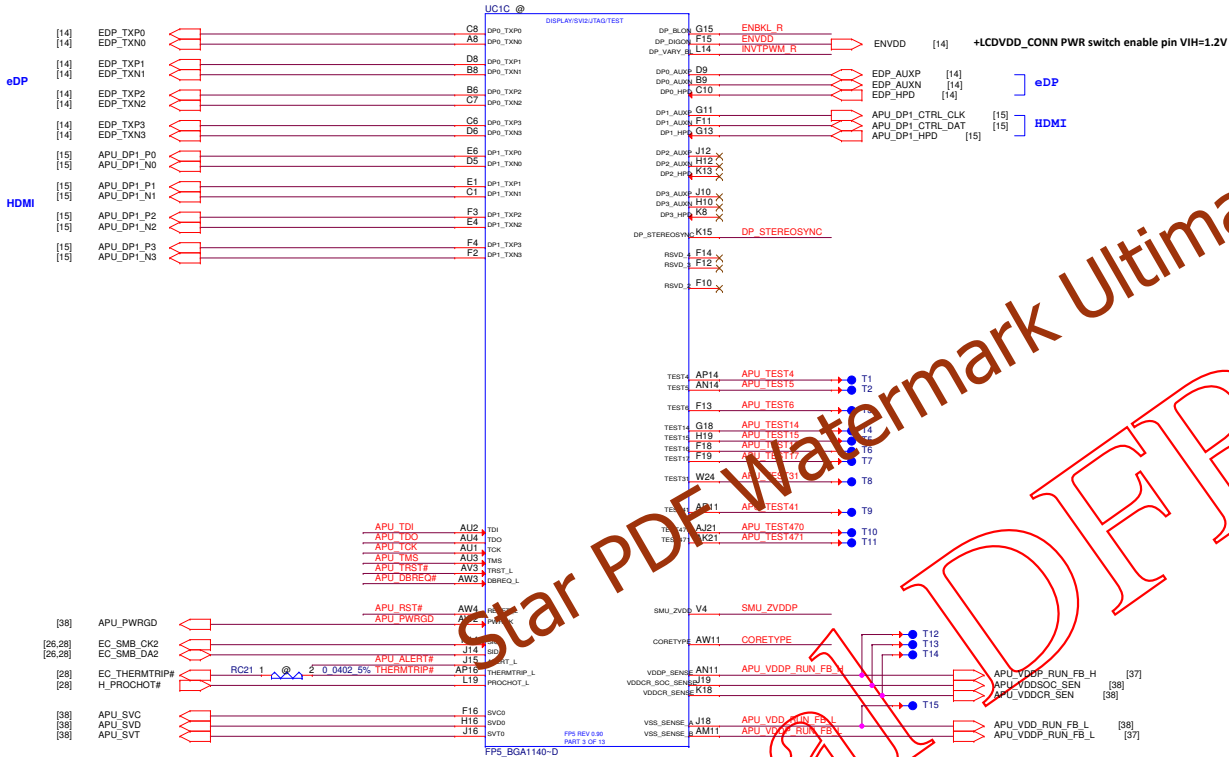 UC1C @
DISPLAY/SVI2/JTAG/TEST
eDP
[14] EDP_TXP0 C8 DP0_TXP0
[14] EDP_TXN0 A8 DP0_TXN0
[14] EDP_TXP1 D8 DP0_TXP1
[14] EDP_TXN1 B8 DP0_TXN1
[14] EDP_TXP2 B6 DP0_TXP2
[14] EDP_TXN2 C7 DP0_TXN2
[14] EDP_TXP3 C6 DP0_TXP3
[14] EDP_TXN3 D6 DP0_TXN3
HDMI
[15] APU_DP1_P0 E6 DP1_TXP0
[15] APU_DP1_N0 D5 DP1_TXN0
[15] APU_DP1_P1 E1 DP1_TXP1
[15] APU_DP1_N1 C1 DP1_TXN1
[15] APU_DP1_P2 F3 DP1_TXP2
[15] APU_DP1_N2 E4 DP1_TXN2
[15] APU_DP1_P3 F4 DP1_TXP3
[15] APU_DP1_N3 F2 DP1_TXN3
APU_TDI AU2 TDI
APU_TDO AU4 TDO
APU_TCK AU1 TCK
APU_TMS AU3 TMS
APU_TRST# AV3 TRST_L
APU_DBREQ# AW3 DBREQ_L
APU_RST# AW4
[38] APU_PWRGD APU_PWRGD
[26,28] EC_SMB_CK2
[26,28] EC_SMB_DA2 J14
APU_ALERT# J15
[28] EC_THERMTRIP# RC21 1 @ 2 0_0402_5% THERMTRIP# AP16 THERMTRIP_L
[28] H_PROCHOT# L19 PROCHOT_L
[38] APU_SVC F16 SVC0
[38] APU_SVD H16 SVD0
[38] APU_SVT J16 SVT0
DP_BLON G15 ENBKL_R
DP_DIGON F15 ENVDD ENVDD [14] +LCDVDD_CONN PWR switch enable pin VIH=1.2V
DP_VARY_BL L14 INVTPWM_R
DP0_AUXP D9 EDP_AUXP [14]
DP0_AUXN B9 EDP_AUXN [14] eDP
DP0_HPD C10 EDP_HPD [14]
DP1_AUXP G11 APU_DP1_CTRL_CLK [15]
DP1_AUXN F11 APU_DP1_CTRL_DAT [15] HDMI
DP1_HPD G13 APU_DP1_HPD [15]
DP2_AUXP J12
DP2_AUXN H12
DP2_HPD K13
DP3_AUXP J10
DP3_AUXN H10
DP3_HPD K8
DP_STEREOSYNC K15 DP_STEREOSYNC
RSVD_4 F14
RSVD_3 F12
RSVD_2 F10
TEST4 AP14 APU_TEST4 T1
TEST5 AN14 APU_TEST5 T2
TEST6 F13 APU_TEST6
TEST14 G18 APU_TEST14 T4
TEST15 H19 APU_TEST15
TEST16 F18 T6
TEST17 F19 APU_TEST17 T7
TEST31 W24 APU_TEST31 T8
APU_TEST41 T9
AJ21 APU_TEST470 T10
AK21 APU_TEST471 T11
SMU_ZVDD V4 SMU_ZVDDP
CORETYPE AW11 CORETYPE
T12
T13
T14
VDDP_SENSE AN11 APU_VDDP_RUN_FB_H APU_VDDP_RUN_FB_H [37]
VDDCR_SOC_SENSE J19 APU_VDDSOC_SEN [38]
VDDCR_SENSE K18 APU_VDDCR_SEN [38]
T15
VSS_SENSE_A J18 APU_VDD_RUN_FB_L APU_VDD_RUN_FB_L [38]
VSS_SENSE_B AM11 APU_VDDP_RUN_FB_L APU_VDDP_RUN_FB_L [37]
FP5 REV 0.90
PART 3 OF 13
FP5_BGA1140~D
Star PDF Watermark